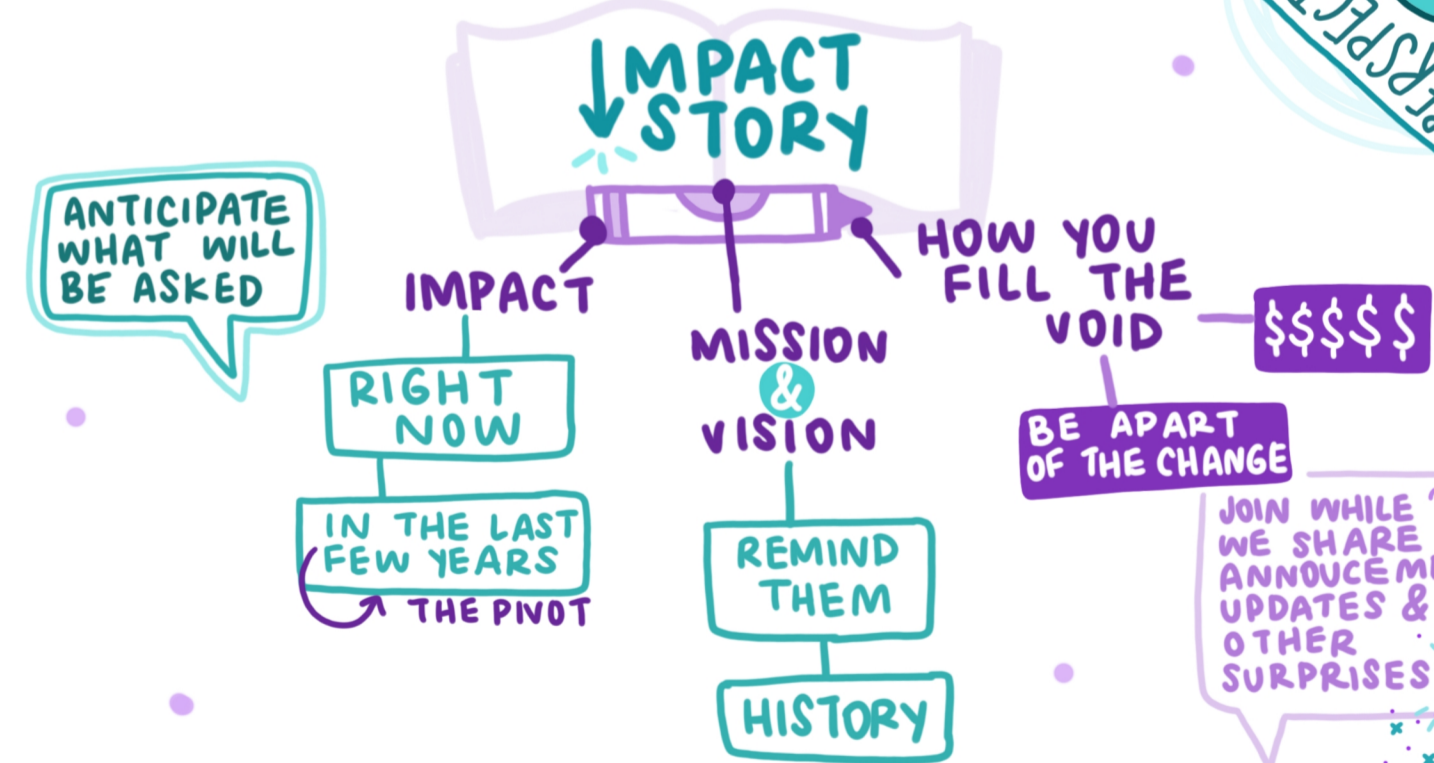 IMPACT
STORY
ANTICIPATE
WHAT WILL
BE ASKED
IMPACT
RIGHT
NOW
IN THE LAST
FEW YEARS
THE PIVOT
MISSION
&
VISION
REMIND
THEM
HISTORY
HOW YOU
FILL THE
VOID
$$$$$
BE APART
OF THE CHANGE
JOIN WHILE
WE SHARE
UPDATES &
OTHER
SURPRISES